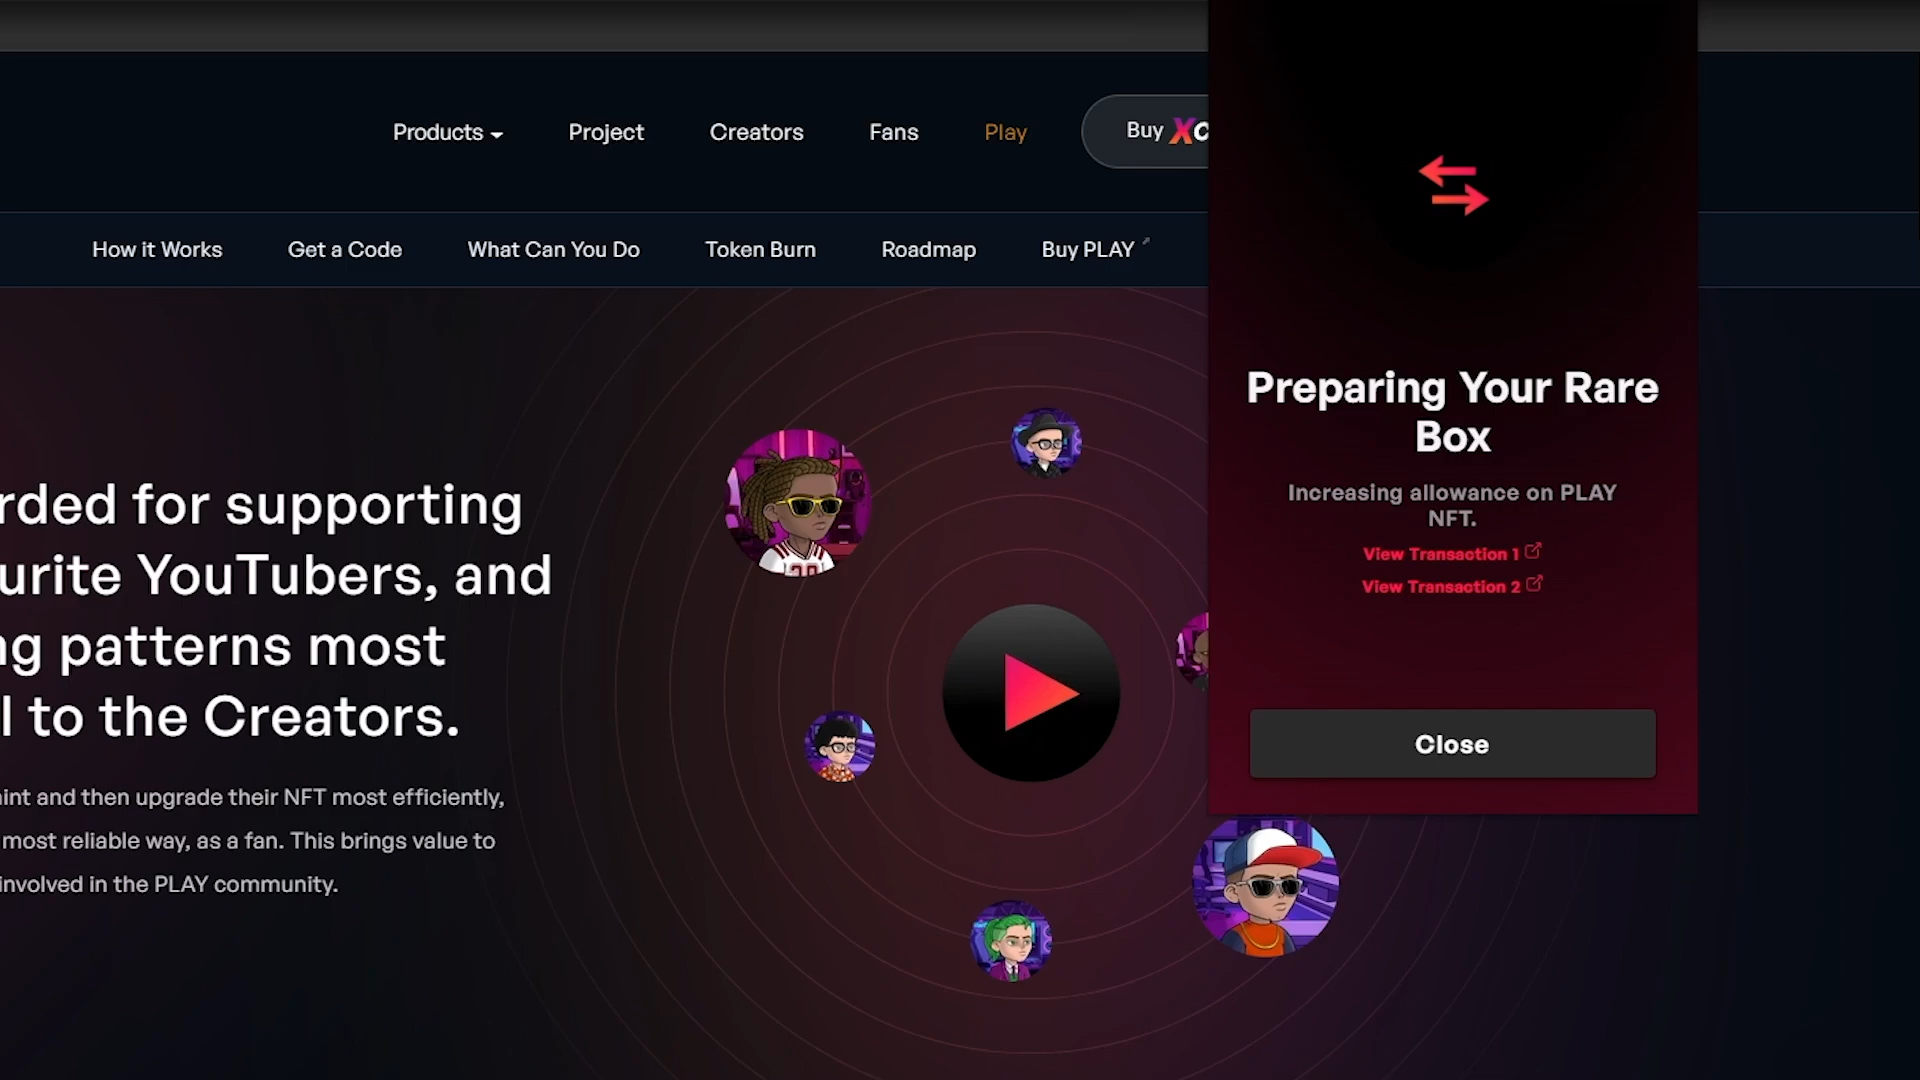 Products
Project
Creators
Fans
Play
Buy XC
How it Works
Get a Code
What Can You Do
Token Burn
Roadmap
Buy PLAY
rded for supporting
urite YouTubers, and
ng patterns most
l to the Creators.
int and then upgrade their NFT most efficiently,
most reliable way, as a fan. This brings value to
involved in the PLAY community.
Preparing Your Rare
Box
Increasing allowance on PLAY
NFT.
View Transaction 1
View Transaction 2
Close